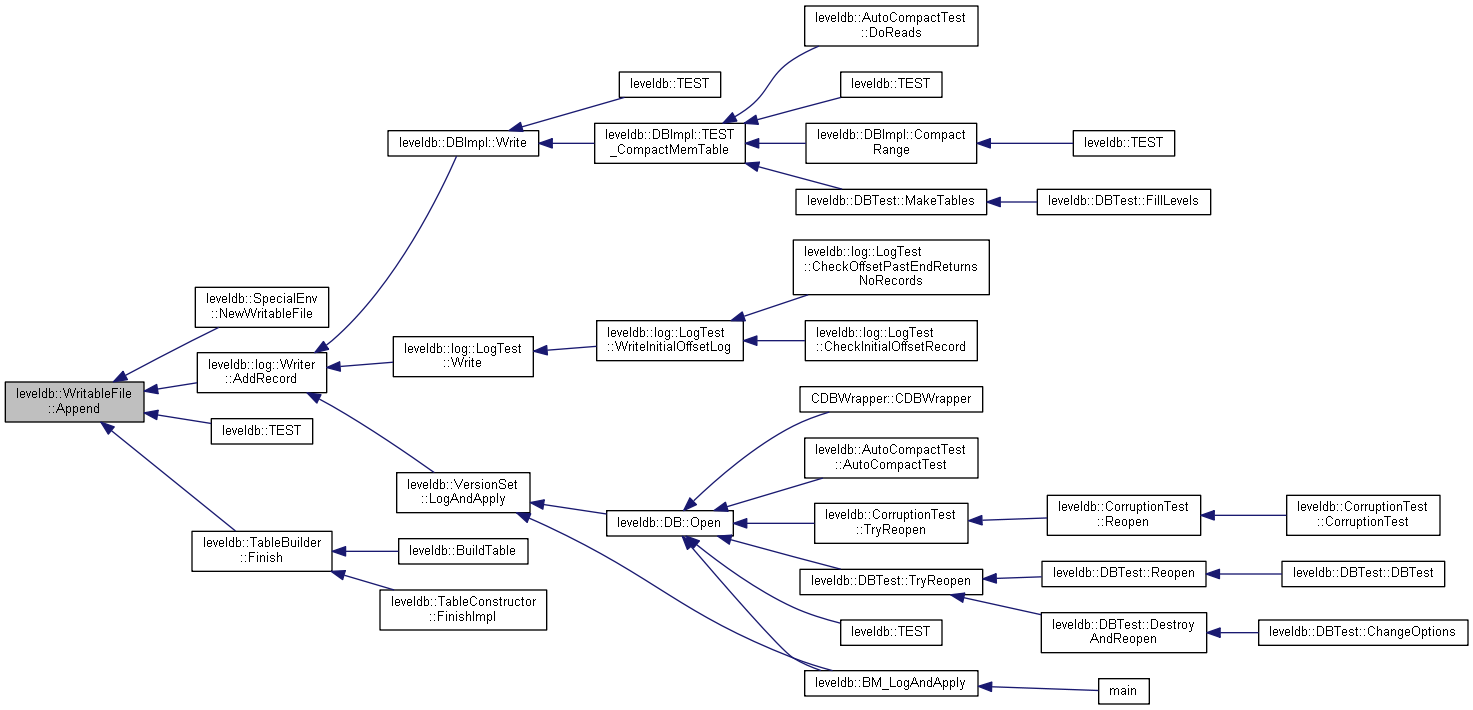 leveldb::AutoCompactTest
::DoReads
leveldb::TEST
leveldb::TEST
leveldb::DBImpl::Write
leveldb::DBImpl::TEST
_CompactMemTable
leveldb::DBImpl::Compact
Range
leveldb::TEST
leveldb::DBTest::MakeTables
leveldb::DBTest::FillLevels
leveldb::log::LogTest
::CheckOffsetPastEndReturns
NoRecords
leveldb::SpecialEnv
::NewWritableFile
leveldb::log::LogTest
::WriteInitialOffsetLog
leveldb::log::LogTest
::CheckInitialOffsetRecord
leveldb::log::LogTest
::Write
leveldb::log::Writer
::AddRecord
leveldb::WritableFile
::Append
CDBWrapper::CDBWrapper
leveldb::TEST
leveldb::AutoCompactTest
::AutoCompactTest
leveldb::VersionSet
::LogAndApply
leveldb::DB::Open
leveldb::CorruptionTest
::TryReopen
leveldb::CorruptionTest
::Reopen
leveldb::CorruptionTest
::CorruptionTest
leveldb::TableBuilder
::Finish
leveldb::BuildTable
leveldb::DBTest::TryReopen
leveldb::DBTest::Reopen
leveldb::DBTest::DBTest
leveldb::TableConstructor
::FinishImpl
leveldb::TEST
leveldb::DBTest::Destroy
AndReopen
leveldb::DBTest::ChangeOptions
leveldb::BM_LogAndApply
main